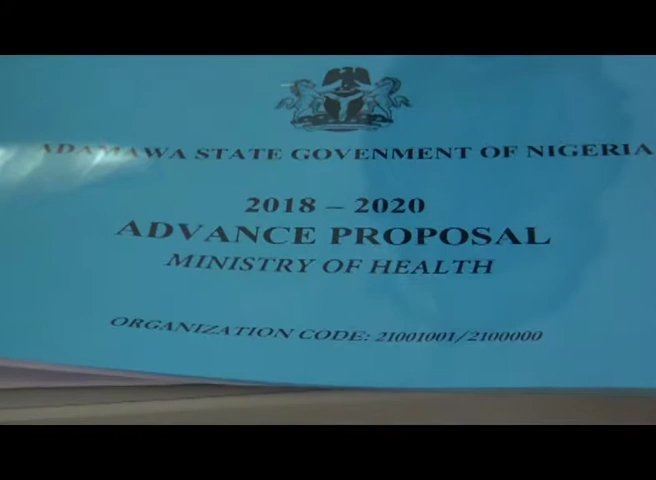 ADAMAWA STATE GOVENMENT OF NIGERIA
2018 – 2020
ADVANCE PROPOSAL
MINISTRY OF HEALTH
ORGANIZATION CODE: 21001001/2100000